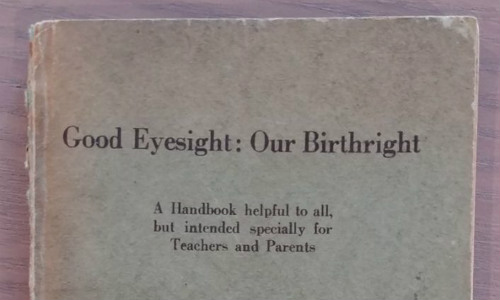 Good Eyesight: Our Birthright
A Handbook helpful to all,
but intended specially for
Teachers and Parents